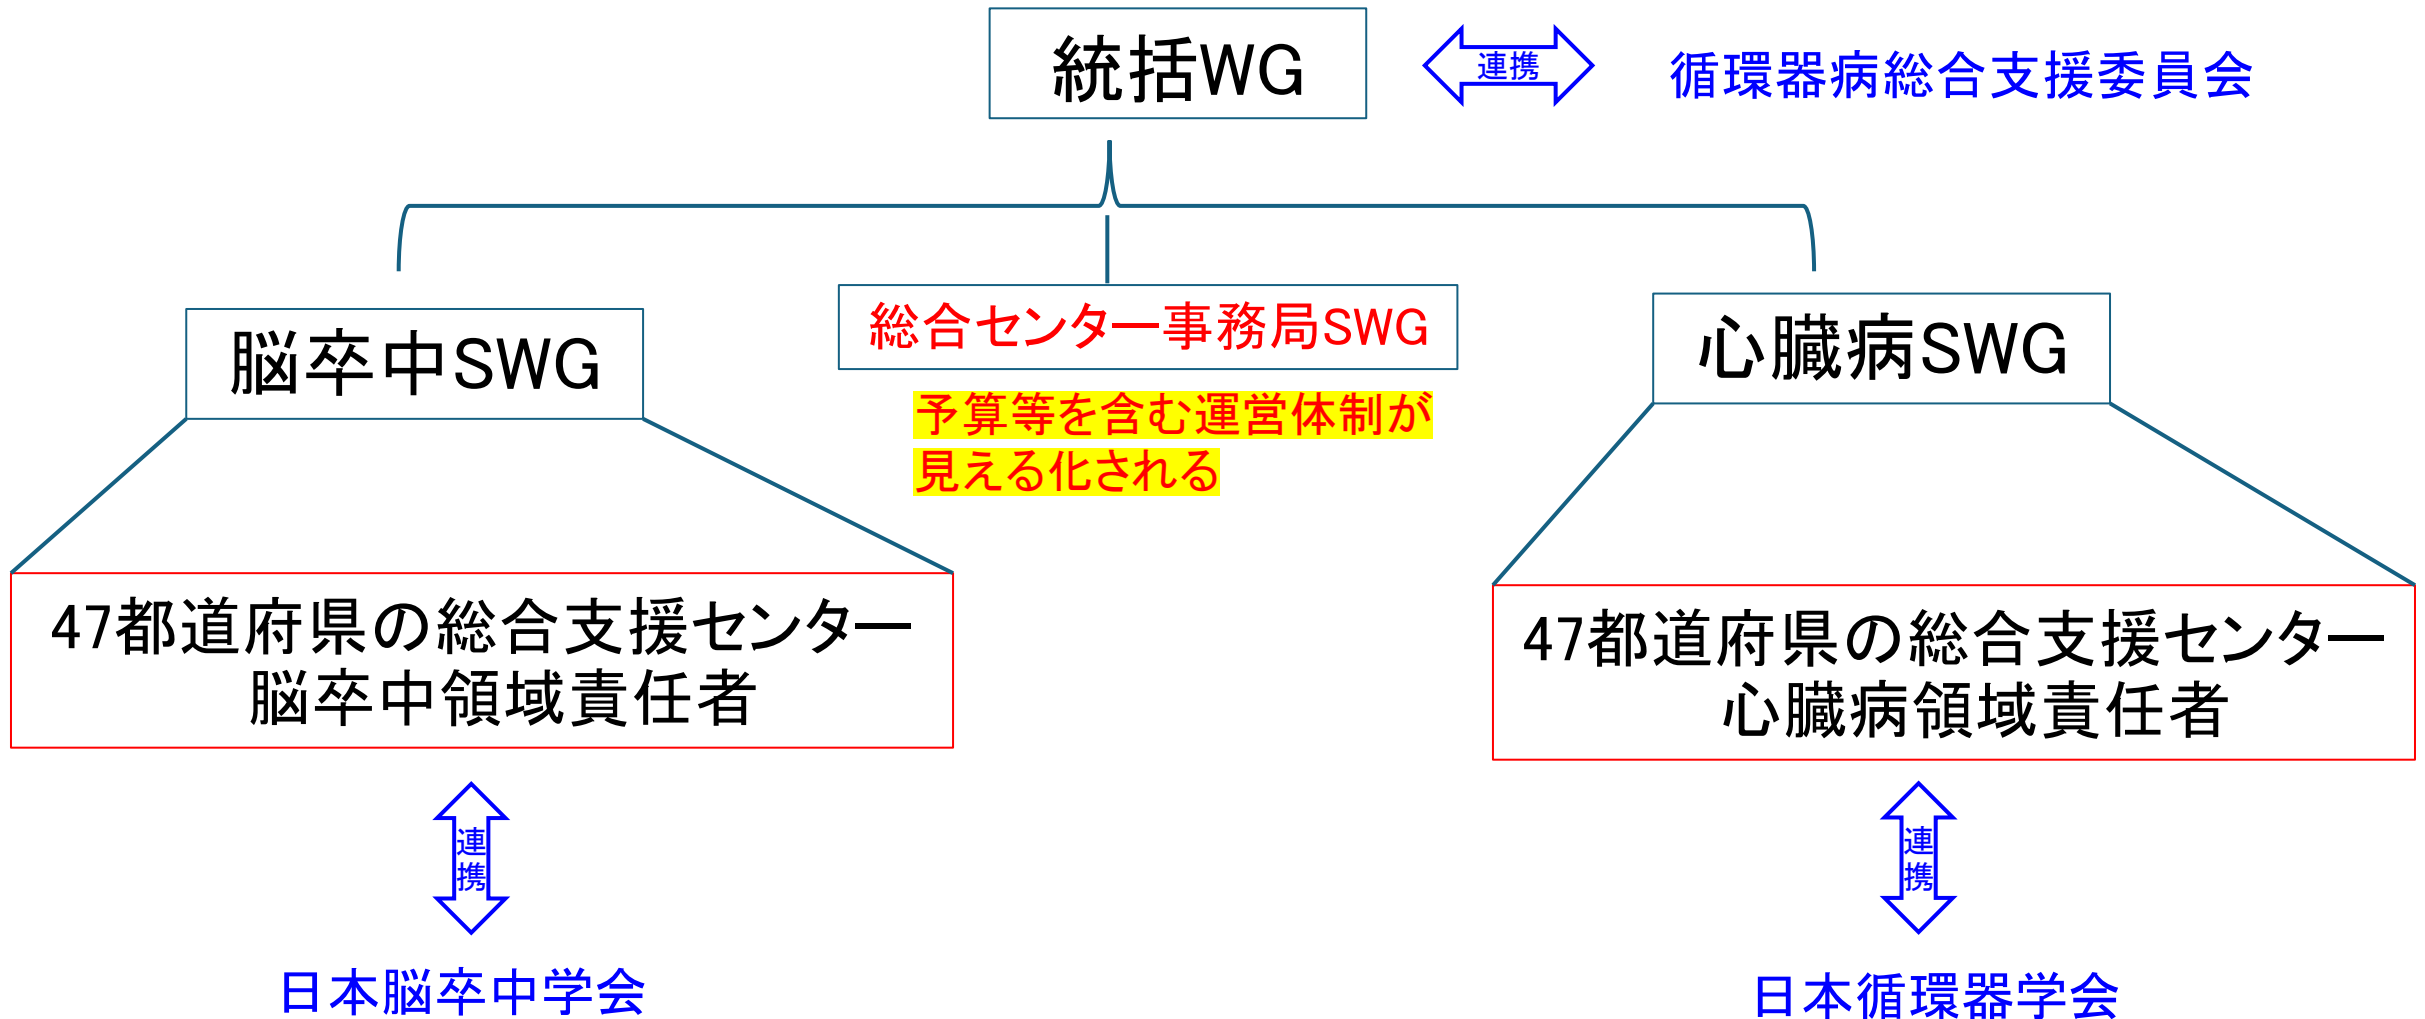 統括WG
連携
循環器病総合支援委員会
脳卒中SWG
総合センター事務局SWG
心臓病SWG
予算等を含む運営体制が
見える化される
47都道府県の総合支援センター
脳卒中領域責任者
47都道府県の総合支援センター
心臓病領域責任者
連
携
連
携
日本脳卒中学会
日本循環器学会